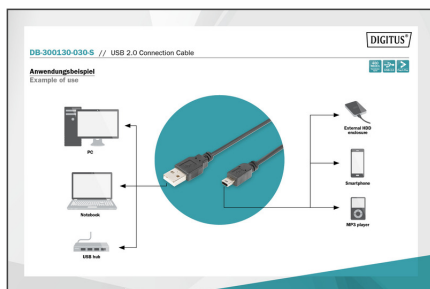 DIGITUS®
DB-300130-030-S // USB 2.0 Connection Cable
Anwendungsbeispiel
Example of use
PC
Notebook
USB hub
External HDD
enclosure
Smartphone
MP3 player